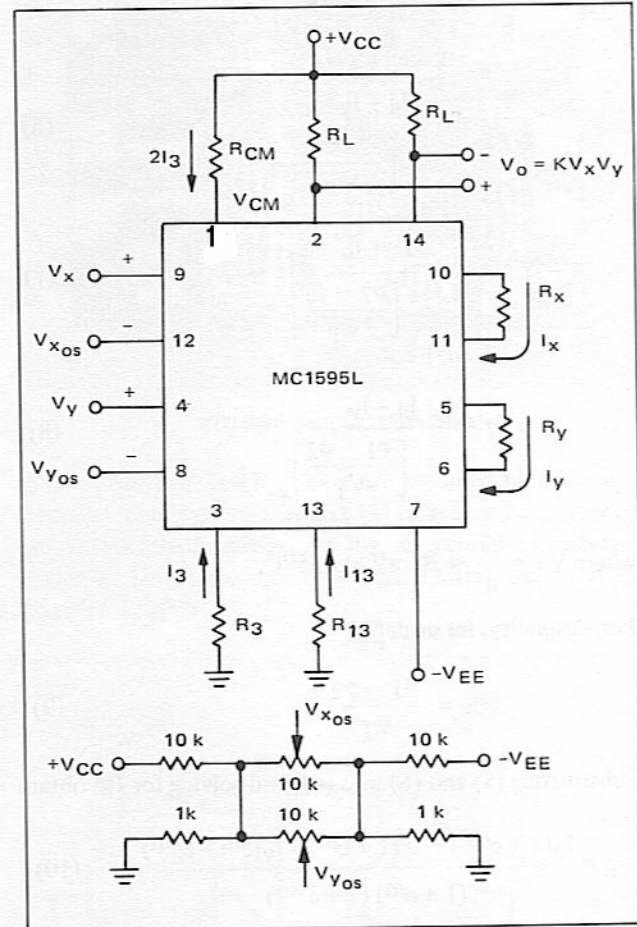 +VCC
RL
RL
RCM
2I3
VCM
−
+
Vo = KVxVy
1
2
14
Vx
+
9
10
Rx
Vxos
−
12
11
Ix
MC1595L
Vy
+
4
5
Ry
Vyos
−
8
6
Iy
3
13
7
I3
I13
R3
R13
−VEE
Vxos
+VCC
10 k
10 k
10 k
−VEE
1k
10 k
1 k
Vyos